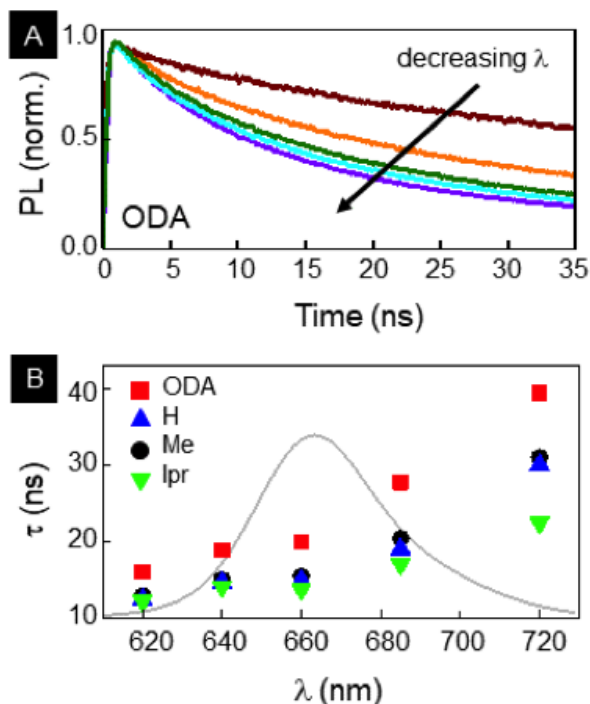 A
1.0
decreasing λ
0.5
PL (norm.)
ODA
0.0
0 5 10 15 20 25 30 35
Time (ns)
B
40
ODA
H
Me
30
Ipr
τ (ns)
20
10
620 640 660 680 700 720
λ (nm)